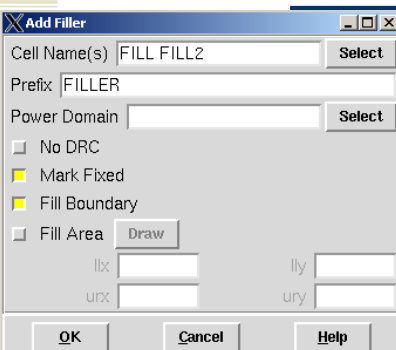 Add Filler
Cell Name(s) FILL FILL2 Select
Prefix FILLER
Power Domain Select
No DRC
Mark Fixed
Fill Boundary
Fill Area Draw
llx lly
urx ury
OK Cancel Help